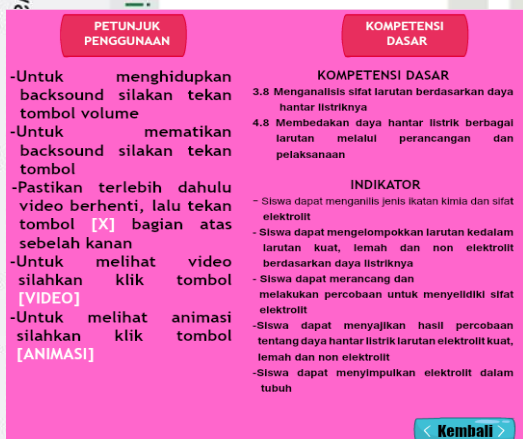 PETUNJUK
PENGGUNAAN
-Untuk menghidupkan
backsound silakan tekan
tombol volume
-Untuk mematikan
backsound silakan tekan
tombol
-Pastikan terlebih dahulu
video berhenti, lalu tekan
tombol [X] bagian atas
sebelah kanan
-Untuk melihat video
silahkan klik tombol
[VIDEO]
-Untuk melihat animasi
silahkan klik tombol
[ANIMASI]
KOMPETENSI
DASAR
KOMPETENSI DASAR
3.8 Menganalisis sifat larutan berdasarkan daya
hantar listriknya
4.8 Membedakan daya hantar listrik berbagai
larutan melalui perancangan dan
pelaksanaan
INDIKATOR
- Siswa dapat menganilis jenis ikatan kimia dan sifat
elektrolit
- Siswa dapat mengelompokkan larutan kedalam
larutan kuat, lemah dan non elektrolit
berdasarkan daya listriknya
- Siswa dapat merancang dan
melakukan percobaan untuk menyelidiki sifat
elektrolit
-Siswa dapat menyajikan hasil percobaan
tentang daya hantar listrik larutan elektrolit kuat,
lemah dan non elektrolit
-Siswa dapat menyimpulkan elektrolit dalam
tubuh
< Kembali >